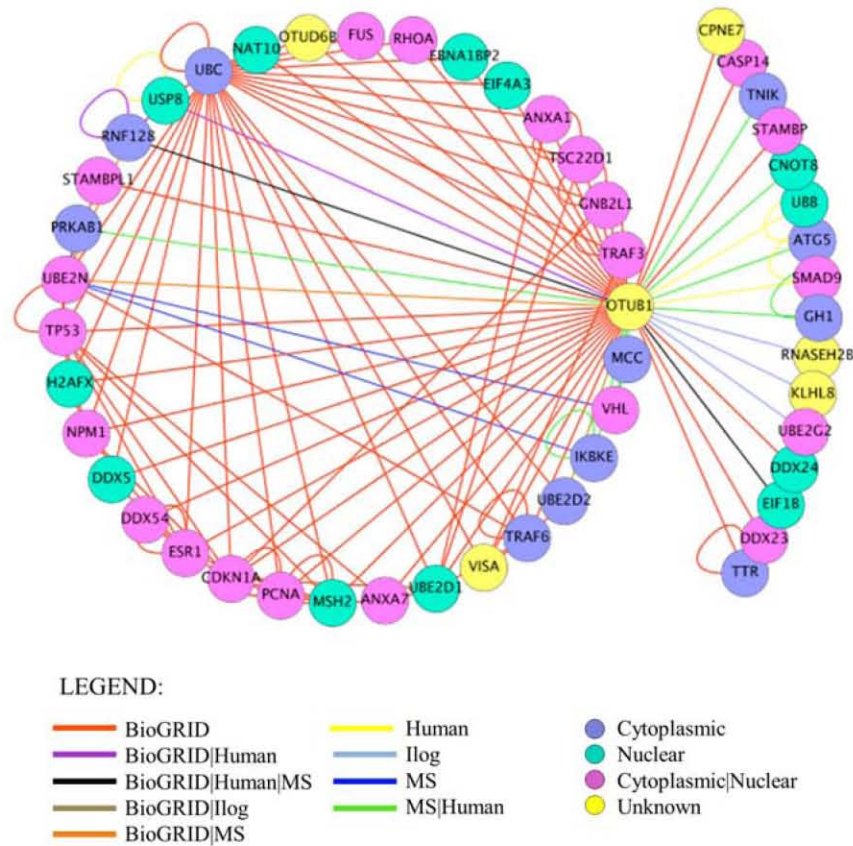 CPNE7
OTUD6B
FUS
RHOA
NAT10
EBNA1BP2
UBC
CASP14
EIF4A3
TNIK
USP8
ANXA1
STAMBP
RNF128
TSC22D1
CNOT8
STAMBPL1
GNB2L1
UBB
PRKAB1
ATG5
TRAF3
UBE2N
SMAD9
OTUB1
GH1
TP53
MCC
RNASEH2B
H2AFX
KLHL8
VHL
NPM1
UBE2G2
IKBKE
DDX5
DDX24
UBE2D2
EIF1B
DDX54
TRAF6
DDX23
ESR1
VISA
TTR
CDKN1A
UBE2D1
PCNA
MSH2
ANXA7
LEGEND:
BioGRID Human Cytoplasmic
BioGRID|Human Ilog Nuclear
BioGRID|Human|MS MS Cytoplasmic|Nuclear
BioGRID|Ilog MS|Human Unknown
BioGRID|MS